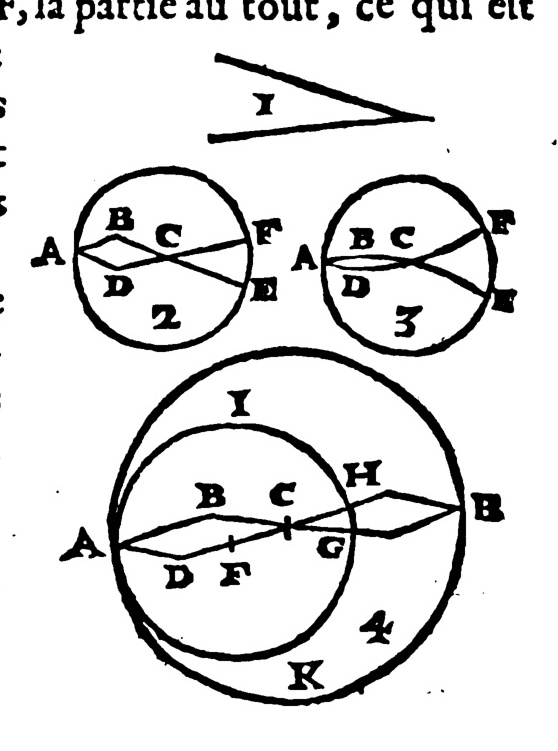 F, la partie au tout, ce qui eſt
I
B C F
A D E
2
B C F
A D E
3
I
H
B C E
A G
D F
4
K